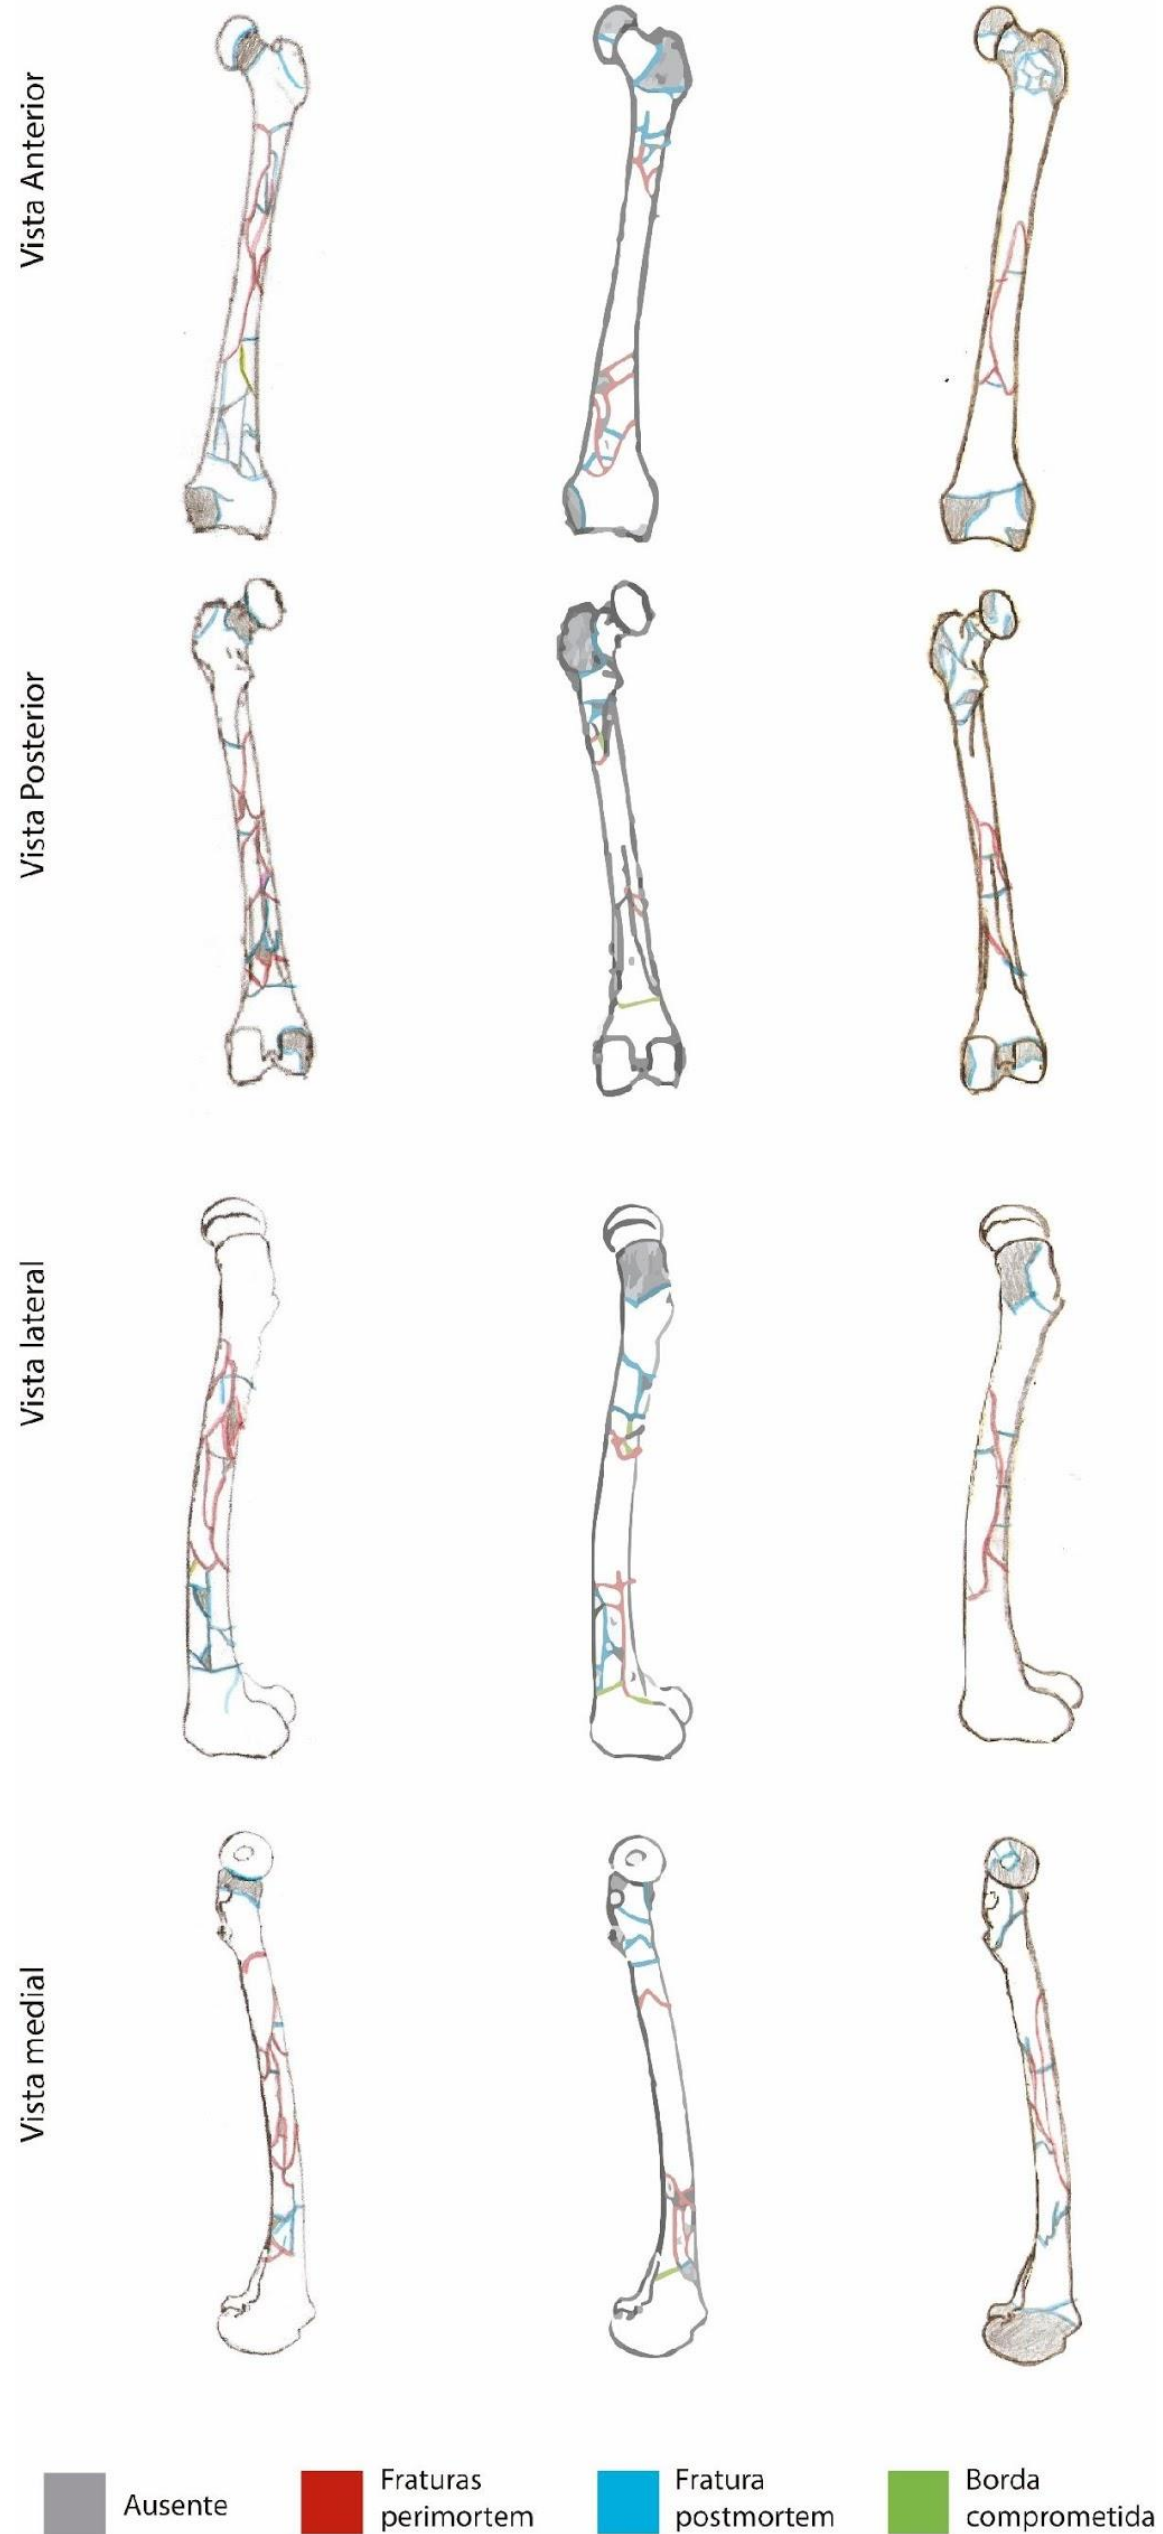 Vista Anterior
Vista Posterior
Vista lateral
Vista medial
Ausente
Fraturas
perimortem
Fratura
postmortem
Borda
comprometida